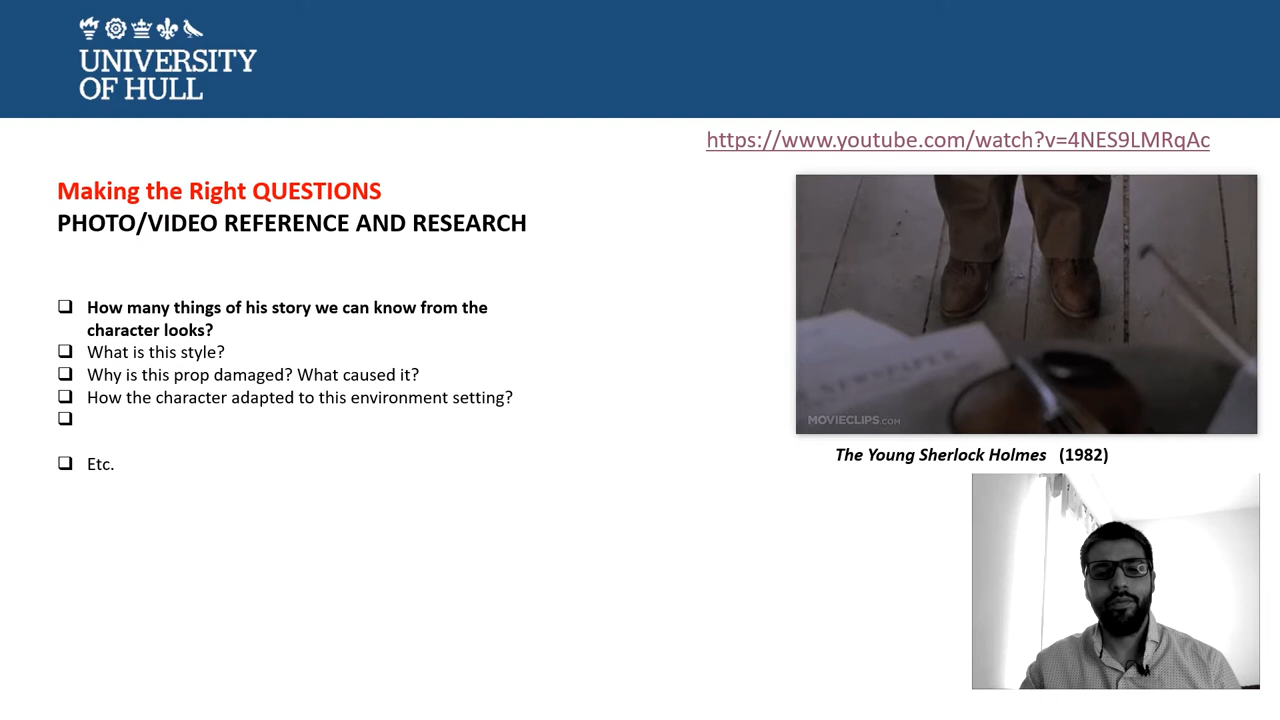 UNIVERSITY
OF HULL
https://www.youtube.com/watch?v=4NES9LMRqAc
Making the Right QUESTIONS
PHOTO/VIDEO REFERENCE AND RESEARCH
How many things of his story we can know from the
character looks?
What is this style?
Why is this prop damaged? What caused it?
How the character adapted to this environment setting?
Etc.
NEWSPAPER
MOVIECLIPS.COM
The Young Sherlock Holmes (1982)